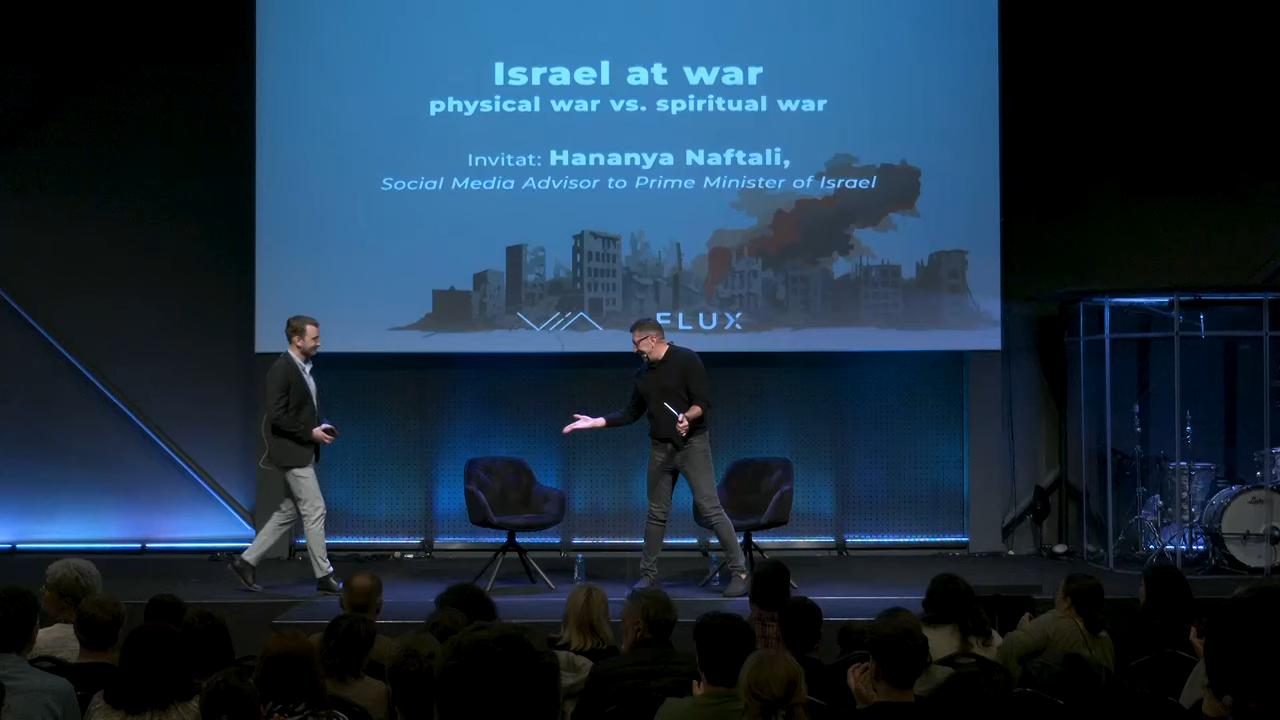 Israel at war
physical war vs. spiritual war
Invitat: Hananya Naftali,
Social Media Advisor to Prime Minister of Israel
VIA FLUX